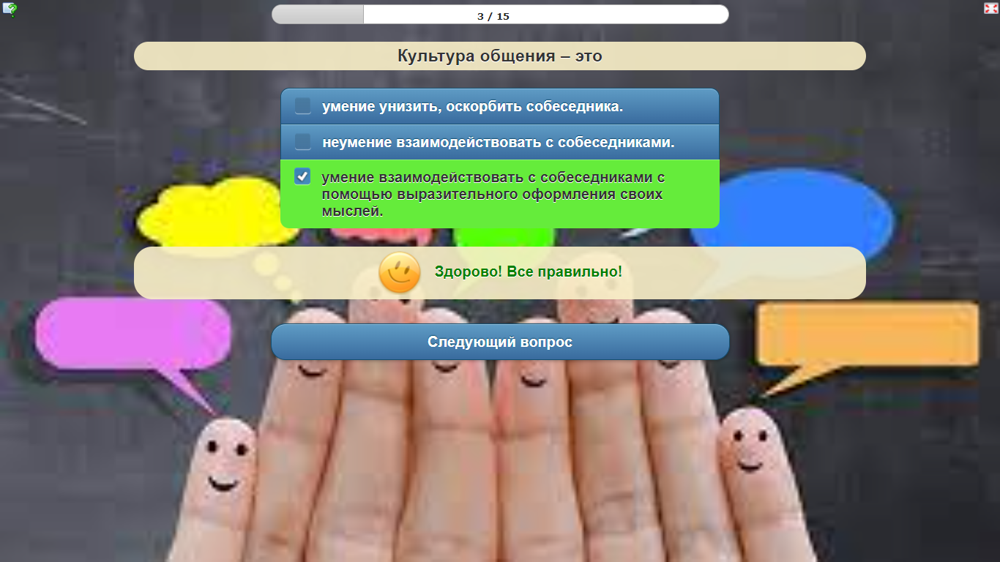 3 / 15
Культура общения – это
умение унизить, оскорбить собеседника.
неумение взаимодействовать с собеседниками.
умение взаимодействовать с собеседниками с
помощью выразительного оформления своих
мыслей.
Здорово! Все правильно!
Следующий вопрос